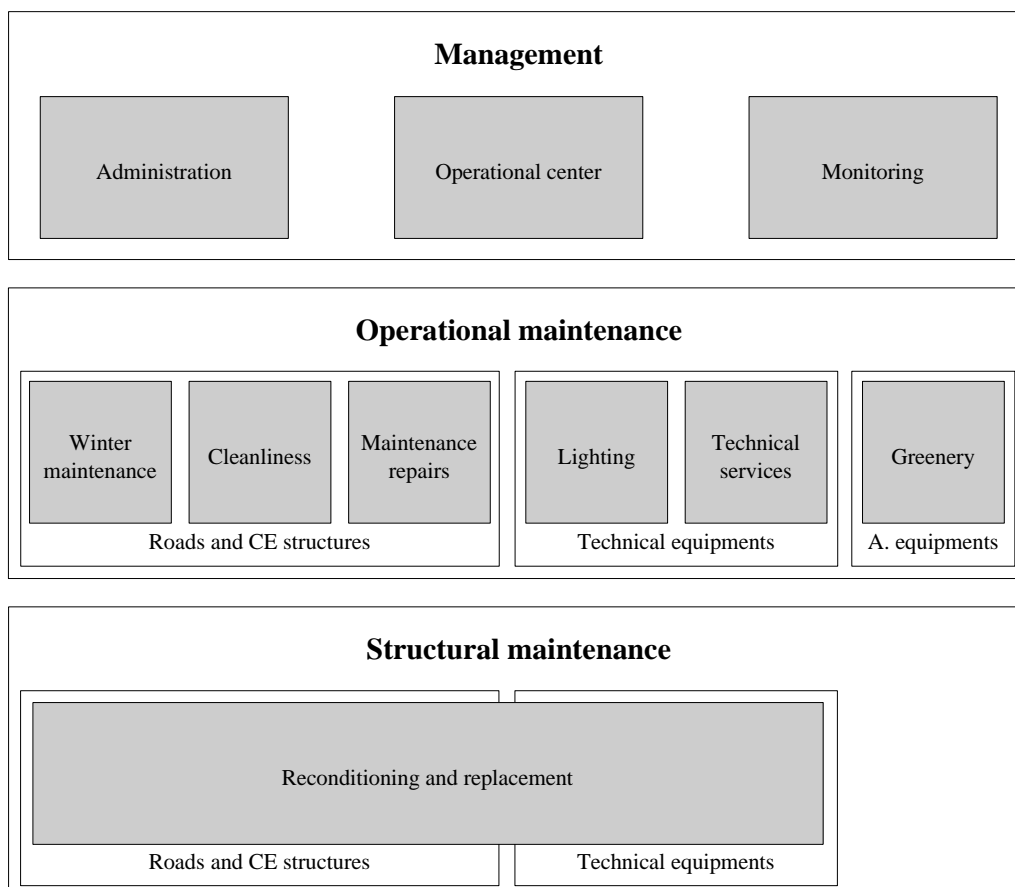 Management
Administration
Operational center
Monitoring
Operational maintenance
Winter
maintenance
Cleanliness
Maintenance
repairs
Lighting
Technical
services
Greenery
Roads and CE structures
Technical equipments
A. equipments
Structural maintenance
Reconditioning and replacement
Roads and CE structures
Technical equipments